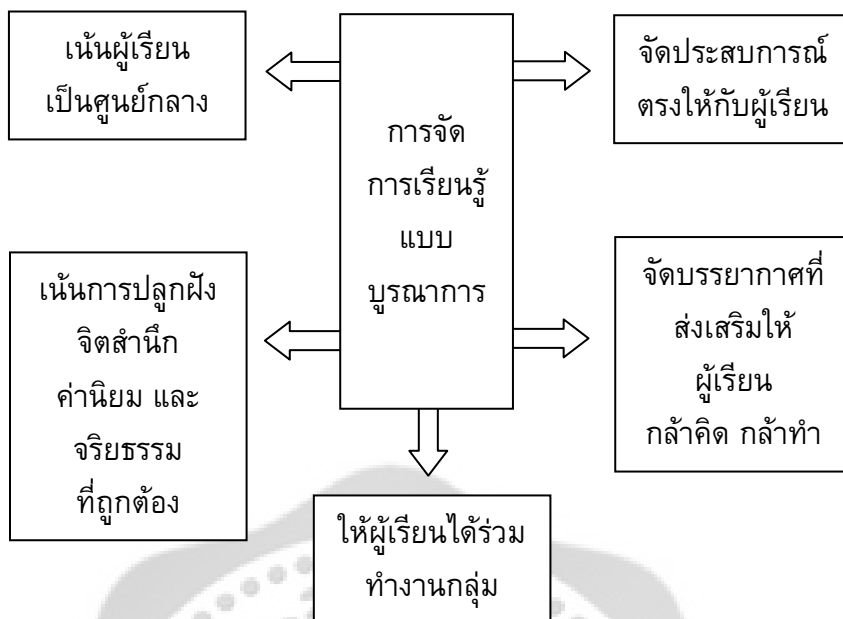 เน้นผู้เรียน
เป็นศูนย์กลาง
การจัด
การเรียนรู้
แบบ
บูรณาการ
จัดประสบการณ์
ตรงให้กับผู้เรียน
เน้นการปลูกฝัง
จิตสำนึก
ค่านิยม และ
จริยธรรม
ที่ถูกต้อง
จัดบรรยากาศที่
ส่งเสริมให้
ผู้เรียน
กล้าคิด กล้าทำ
ให้ผู้เรียนได้ร่วม
ทำงานกลุ่ม